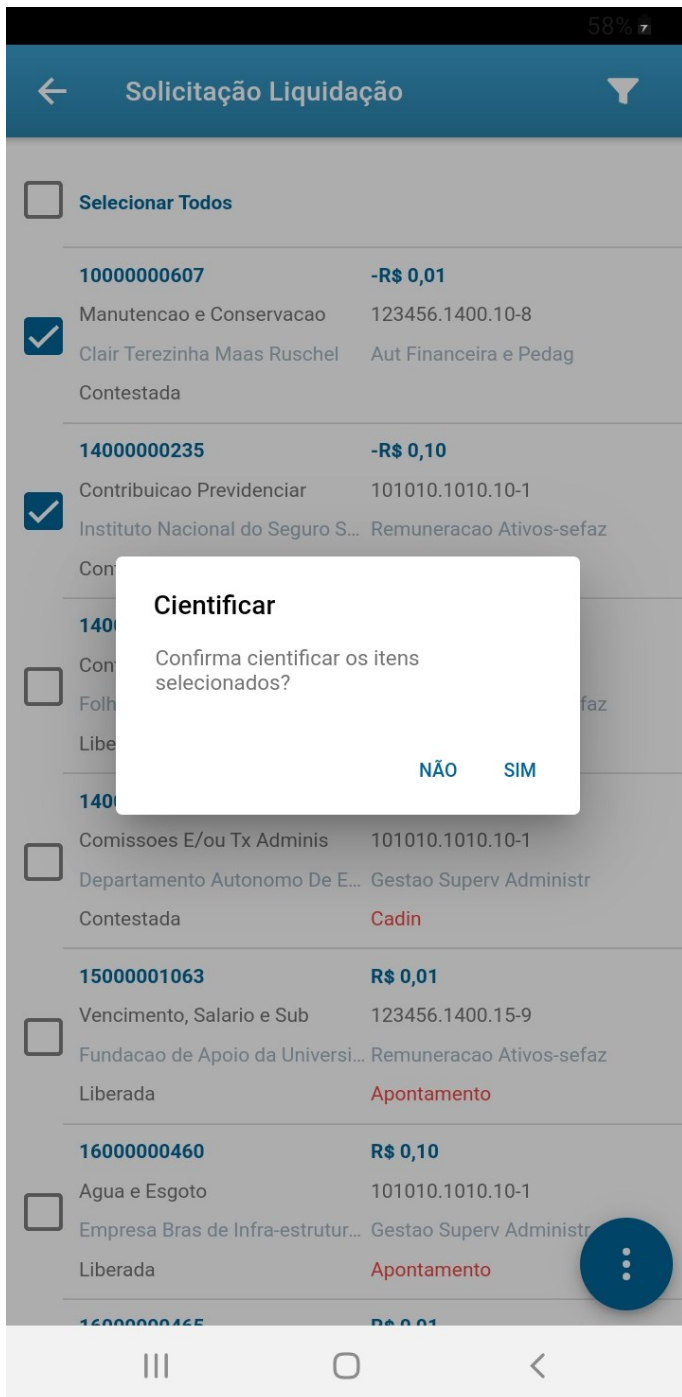 58%
Solicitação Liquidação
Selecionar Todos
10000000607 -R$ 0,01
Manutencao e Conservacao 123456.1400.10-8
Clair Terezinha Maas Ruschel Aut Financeira e Pedag
Contestada
14000000235 -R$ 0,10
Contribuicao Previdenciar 101010.1010.10-1
Instituto Nacional do Seguro S... Remuneracao Ativos-sefaz
Cientificar
Confirma cientificar os itens
selecionados?
NÃO SIM
Comissoes E/ou Tx Adminis 101010.1010.10-1
Departamento Autonomo De E... Gestao Superv Administr
Contestada Cadin
15000001063 R$ 0,01
Vencimento, Salario e Sub 123456.1400.15-9
Fundacao de Apoio da Universi... Remuneracao Ativos-sefaz
Liberada Apontamento
16000000460 R$ 0,10
Agua e Esgoto 101010.1010.10-1
Empresa Bras de Infra-estrutur... Gestao Superv Administr
Liberada Apontamento
16000000465 R$ 0,01